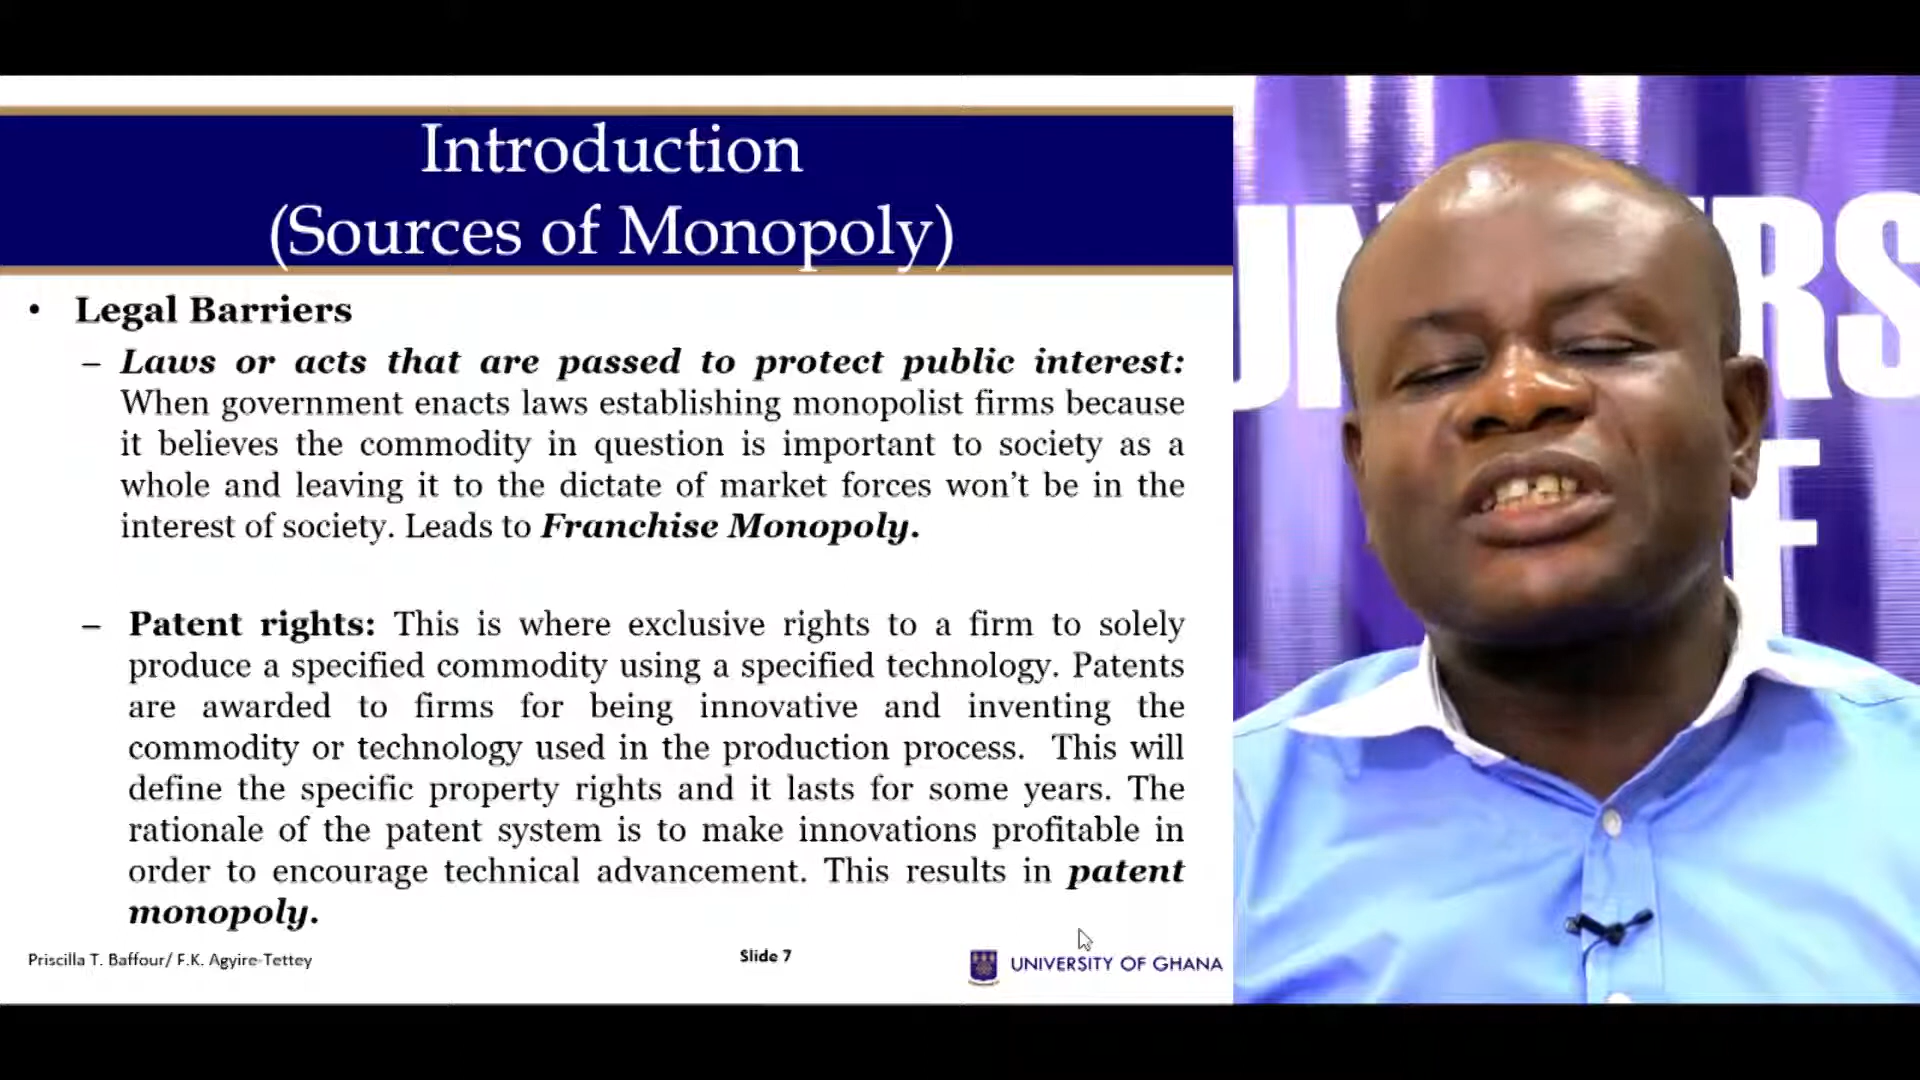 Introduction
(Sources of Monopoly)
• Legal Barriers
– Laws or acts that are passed to protect public interest:
When government enacts laws establishing monopolist firms because
it believes the commodity in question is important to society as a
whole and leaving it to the dictate of market forces won't be in the
interest of society. Leads to Franchise Monopoly.
– Patent rights: This is where exclusive rights to a firm to solely
produce a specified commodity using a specified technology. Patents
are awarded to firms for being innovative and inventing the
commodity or technology used in the production process. This will
define the specific property rights and it lasts for some years. The
rationale of the patent system is to make innovations profitable in
order to encourage technical advancement. This results in patent
monopoly.
Priscilla T. Baffour/ F.K. Agyire-Tettey
Slide 7
UNIVERSITY OF GHANA